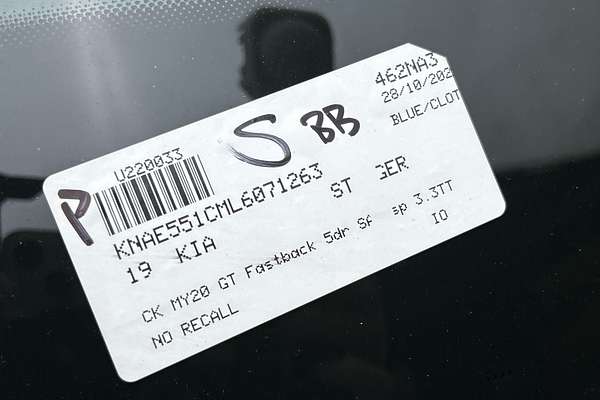 462NA3
28/10/202
BLUE/CLOT
U220033
P S BB
KNAE551CML6071263 ST GER
19 KIA
CK MY20 GT Fastback 5dr Sp 3.3TT
NO RECALL IO